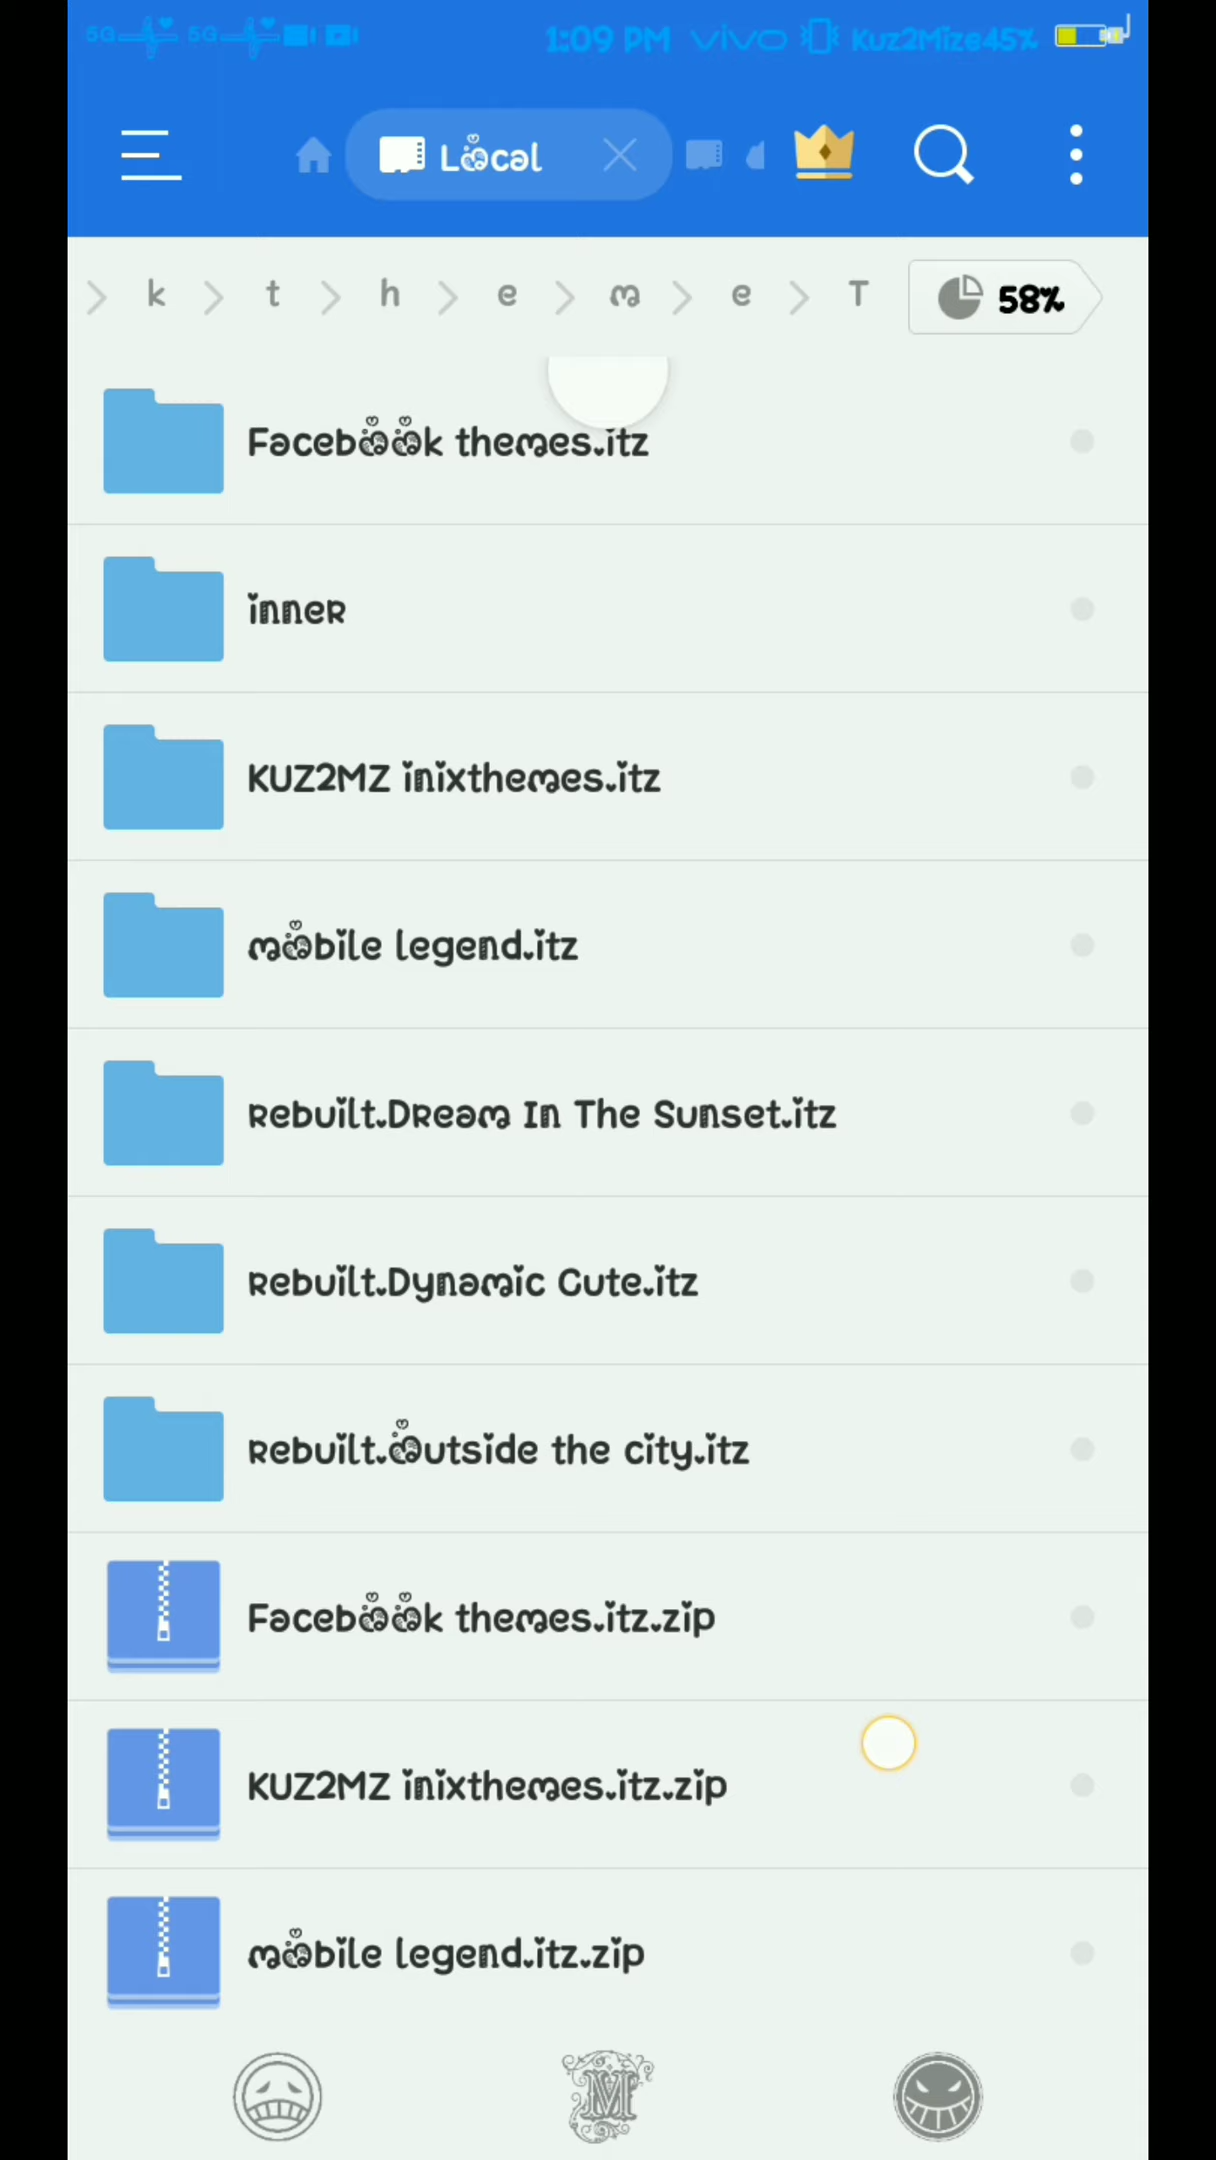 5G 5G 1:09 PM vivo Kuz2Mize45%
Local
k t h e m e T 58%
Facebook themes.itz
inner
KUZ2MZ inixthemes.itz
mobile legend.itz
Rebuilt.Dream In The Sunset.itz
Rebuilt.Dynamic Cute.itz
Rebuilt.Outside the city.itz
Facebook themes.itz.zip
KUZ2MZ inixthemes.itz.zip
mobile legend.itz.zip
M